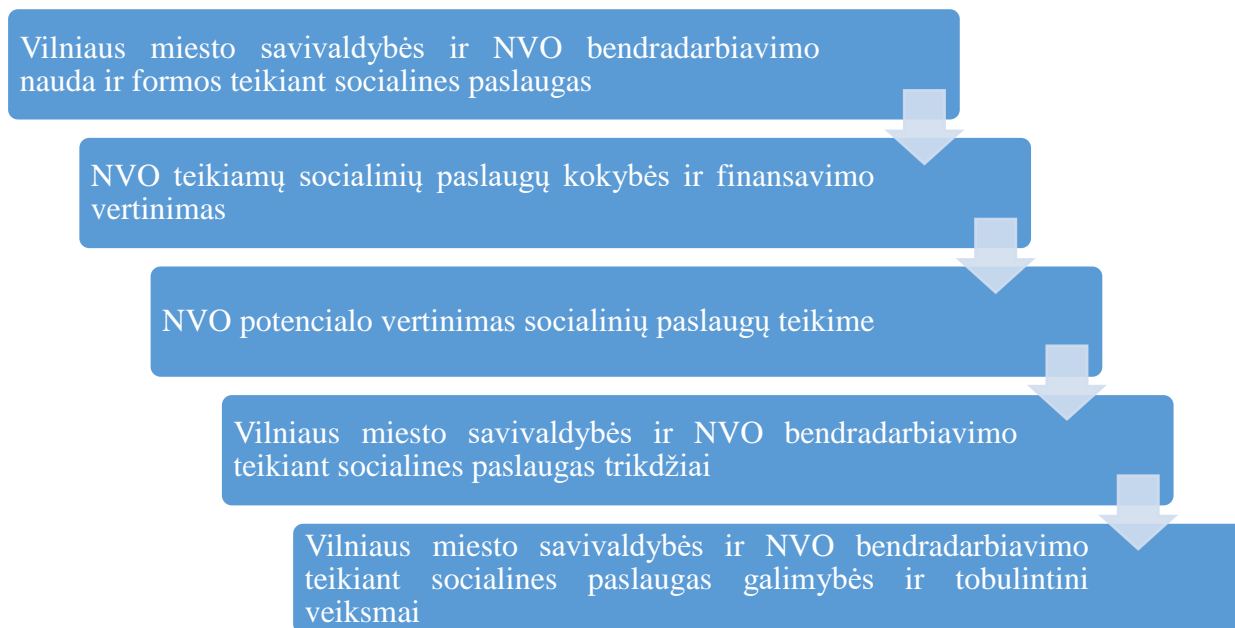 Vilniaus miesto savivaldybės ir NVO bendradarbiavimo
nauda ir formos teikiant socialines paslaugas
NVO teikiamų socialinių paslaugų kokybės ir finansavimo
vertinimas
NVO potencialo vertinimas socialinių paslaugų teikime
Vilniaus miesto savivaldybės ir NVO bendradarbiavimo
teikiant socialines paslaugas trikdžiai
Vilniaus miesto savivaldybės ir NVO bendradarbiavimo
teikiant socialines paslaugas galimybės ir tobulintini
veiksmai